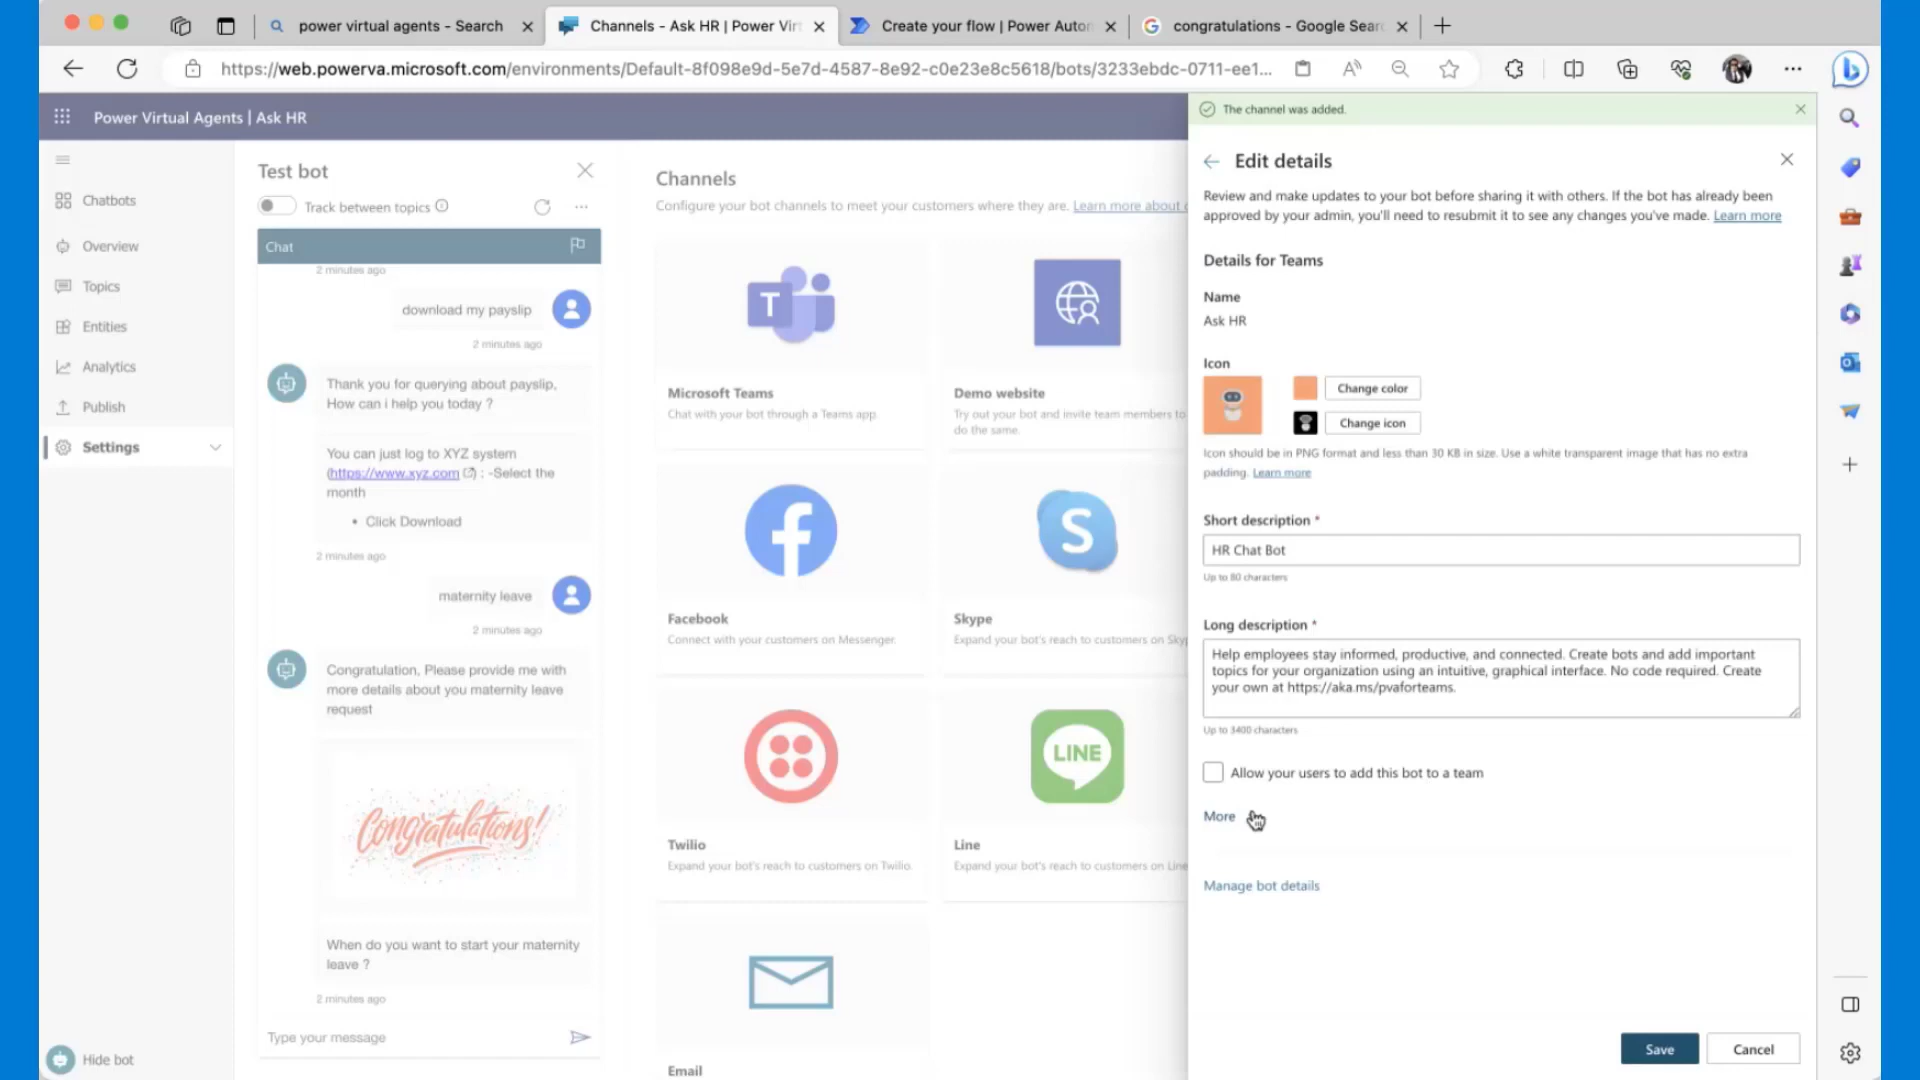 power virtual agents - Search
Channels - Ask HR | Power Virt
Create your flow | Power Autom
congratulations - Google Sear
https://web.powerva.microsoft.com/environments/Default-8f098e9d-5e7d-4587-8e92-c0e23e8c5618/bots/3233ebdc-0711-ee1...
Power Virtual Agents | Ask HR
Chatbots
Overview
Topics
Entities
Analytics
Publish
Settings
Hide bot
Test bot
Track between topics
Chat
2 minutes ago
download my payslip
2 minutes ago
Thank you for querying about payslip,
How can i help you today ?
You can just log to XYZ system
(https://www.xyz.com) : -Select the
month
• Click Download
2 minutes ago
maternity leave
2 minutes ago
Congratulation, Please provide me with
more details about you maternity leave
request
Congratulations!
When do you want to start your maternity
leave ?
2 minutes ago
Type your message
Channels
Configure your bot channels to meet your customers where they are. Learn more about
T
Microsoft Teams
Chat with your bot through a Teams app.
Demo website
Try out your bot and invite team members to
do the same.
Facebook
Connect with your customers on Messenger.
S
Skype
Expand your bot's reach to customers on Sky
Twilio
Expand your bot's reach to customers on Twilio.
LINE
Line
Expand your bot's reach to customers on Line
Email
The channel was added.
Edit details
Review and make updates to your bot before sharing it with others. If the bot has already been
approved by your admin, you'll need to resubmit it to see any changes you've made. Learn more
Details for Teams
Name
Ask HR
Icon
Change color
Change icon
Icon should be in PNG format and less than 30 KB in size. Use a white transparent image that has no extra
padding. Learn more
Short description *
HR Chat Bot
Up to 80 characters
Long description *
Help employees stay informed, productive, and connected. Create bots and add important
topics for your organization using an intuitive, graphical interface. No code required. Create
your own at https://aka.ms/pvaforteams.
Up to 3400 characters
Allow your users to add this bot to a team
More
Manage bot details
Save
Cancel